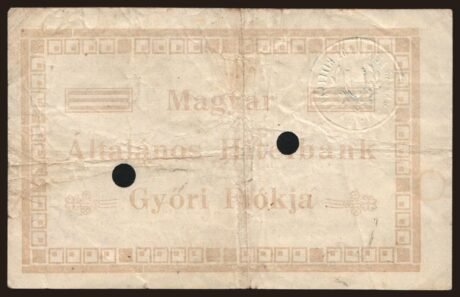 Magyar
Általános Hitelbank
Győri Fiókja